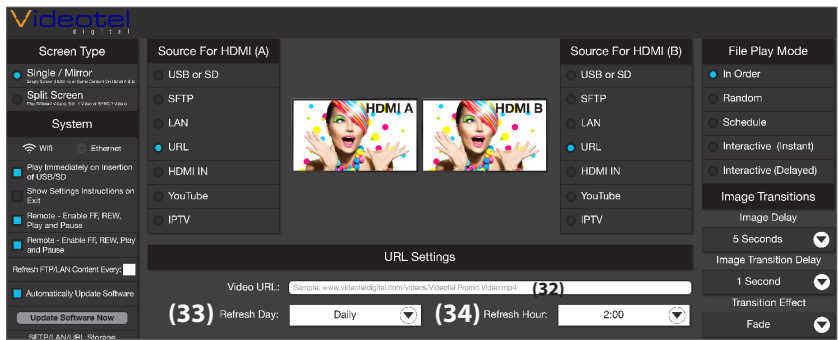 Videotel
digital
Screen Type
Single / Mirror
Split Screen
System
Wifi
Ethernet
Play Immediately on Insertion
of USB/SD
Show Settings Instructions on
Exit
Remote - Enable FF, REW,
Play and Pause
Remote - Enable FF, REW, Play
and Pause
Refresh FTP/LAN Content Every:
Automatically Update Software
Update Software Now
SFTP/LAN/URL Storage
Source For HDMI (A)
USB or SD
SFTP
LAN
URL
HDMI IN
YouTube
IPTV
HDMI A
HDMI B
Source For HDMI (B)
USB or SD
SFTP
LAN
URL
HDMI IN
YouTube
IPTV
URL Settings
Video URL:
Sample: www.videoteldigital.com/videos/Videotel Promo Video.mp4
(32)
(33) Refresh Day:
Daily
(34) Refresh Hour:
2:00
File Play Mode
In Order
Random
Schedule
Interactive (Instant)
Interactive (Delayed)
Image Transitions
Image Delay
5 Seconds
Image Transition Delay
1 Second
Transition Effect
Fade